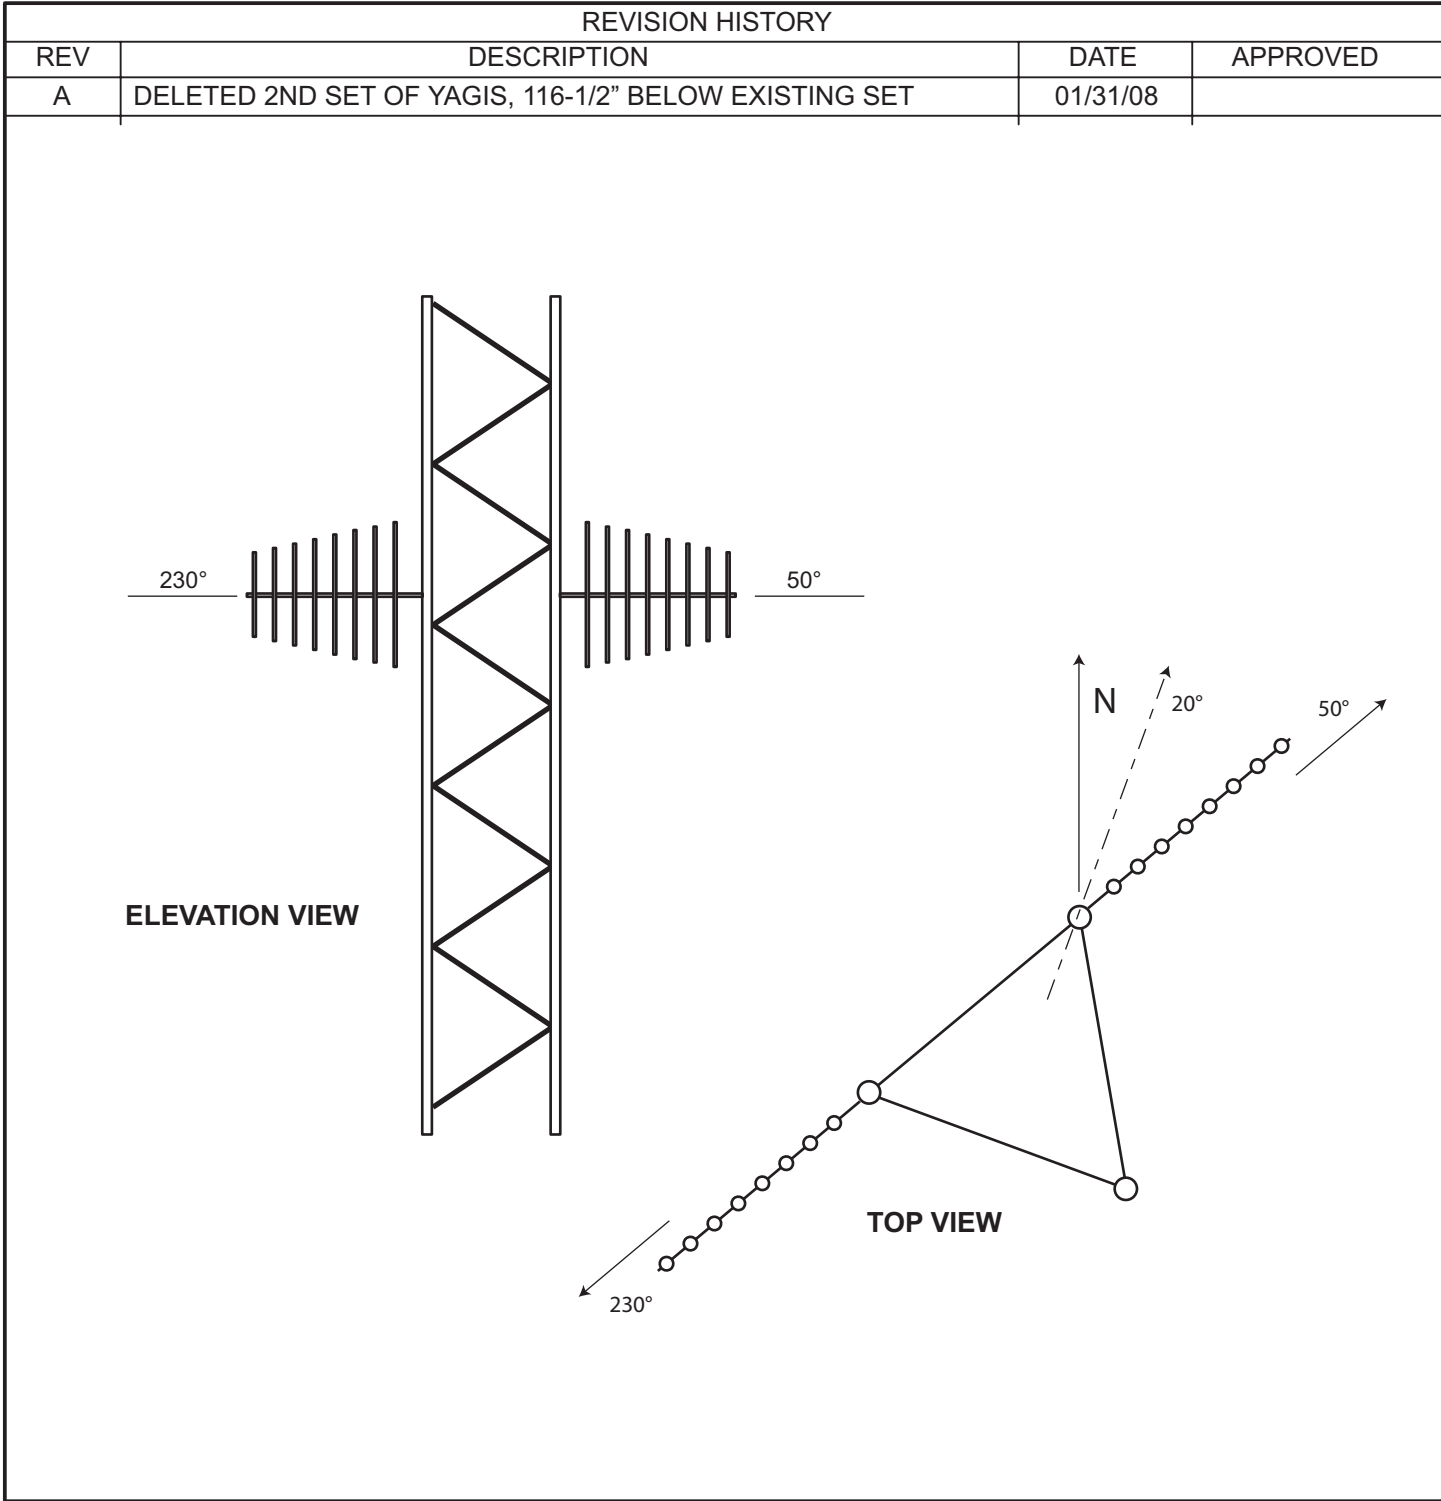 REVISION HISTORY
REV DESCRIPTION DATE APPROVED
A DELETED 2ND SET OF YAGIS, 116-1/2” BELOW EXISTING SET 01/31/08
230° 50°
N 20° 50°
ELEVATION VIEW
TOP VIEW
230°